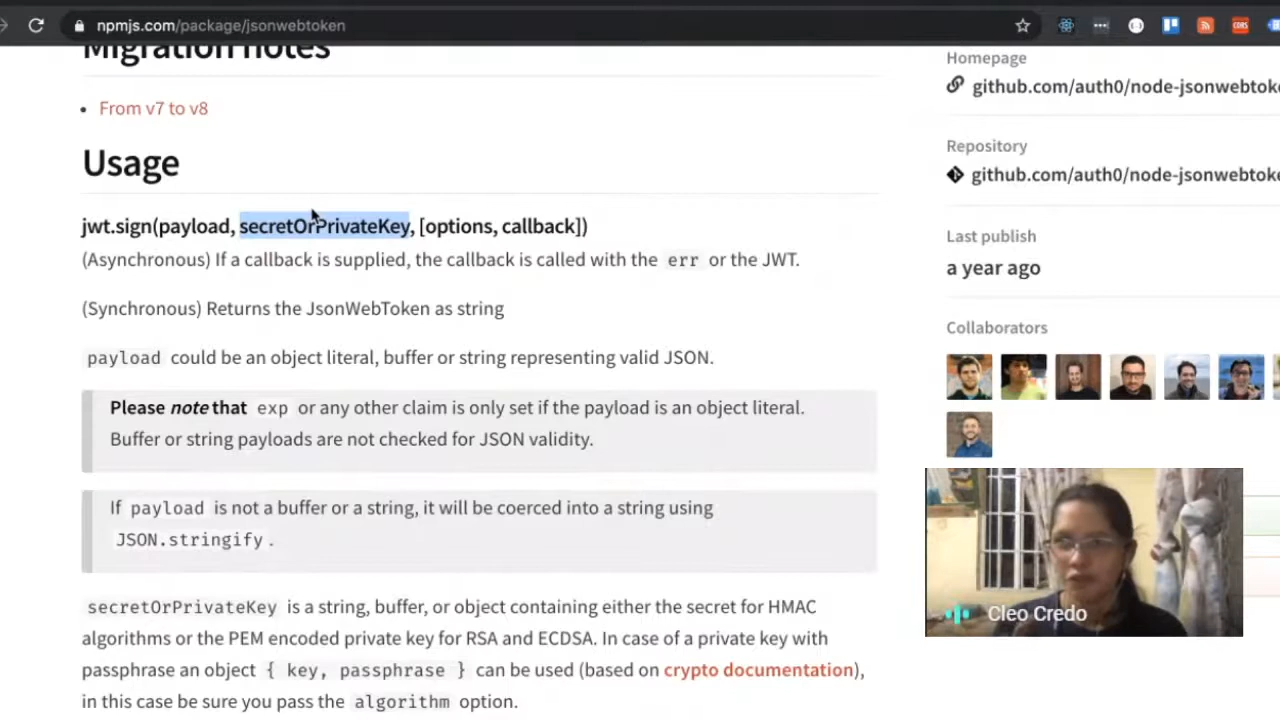 npmjs.com/package/jsonwebtoken
CDNJS
Migration notes
From v7 to v8
Usage
jwt.sign(payload, secretOrPrivateKey, [options, callback])
(Asynchronous) If a callback is supplied, the callback is called with the err or the JWT.
(Synchronous) Returns the JsonWebToken as string
payload could be an object literal, buffer or string representing valid JSON.
Please note that exp or any other claim is only set if the payload is an object literal.
Buffer or string payloads are not checked for JSON validity.
If payload is not a buffer or a string, it will be coerced into a string using
JSON.stringify .
secretOrPrivateKey is a string, buffer, or object containing either the secret for HMAC
algorithms or the PEM encoded private key for RSA and ECDSA. In case of a private key with
passphrase an object { key, passphrase } can be used (based on crypto documentation),
in this case be sure you pass the algorithm option.
Homepage
github.com/auth0/node-jsonwebtok
Repository
github.com/auth0/node-jsonwebtok
Last publish
a year ago
Collaborators
Cleo Credo